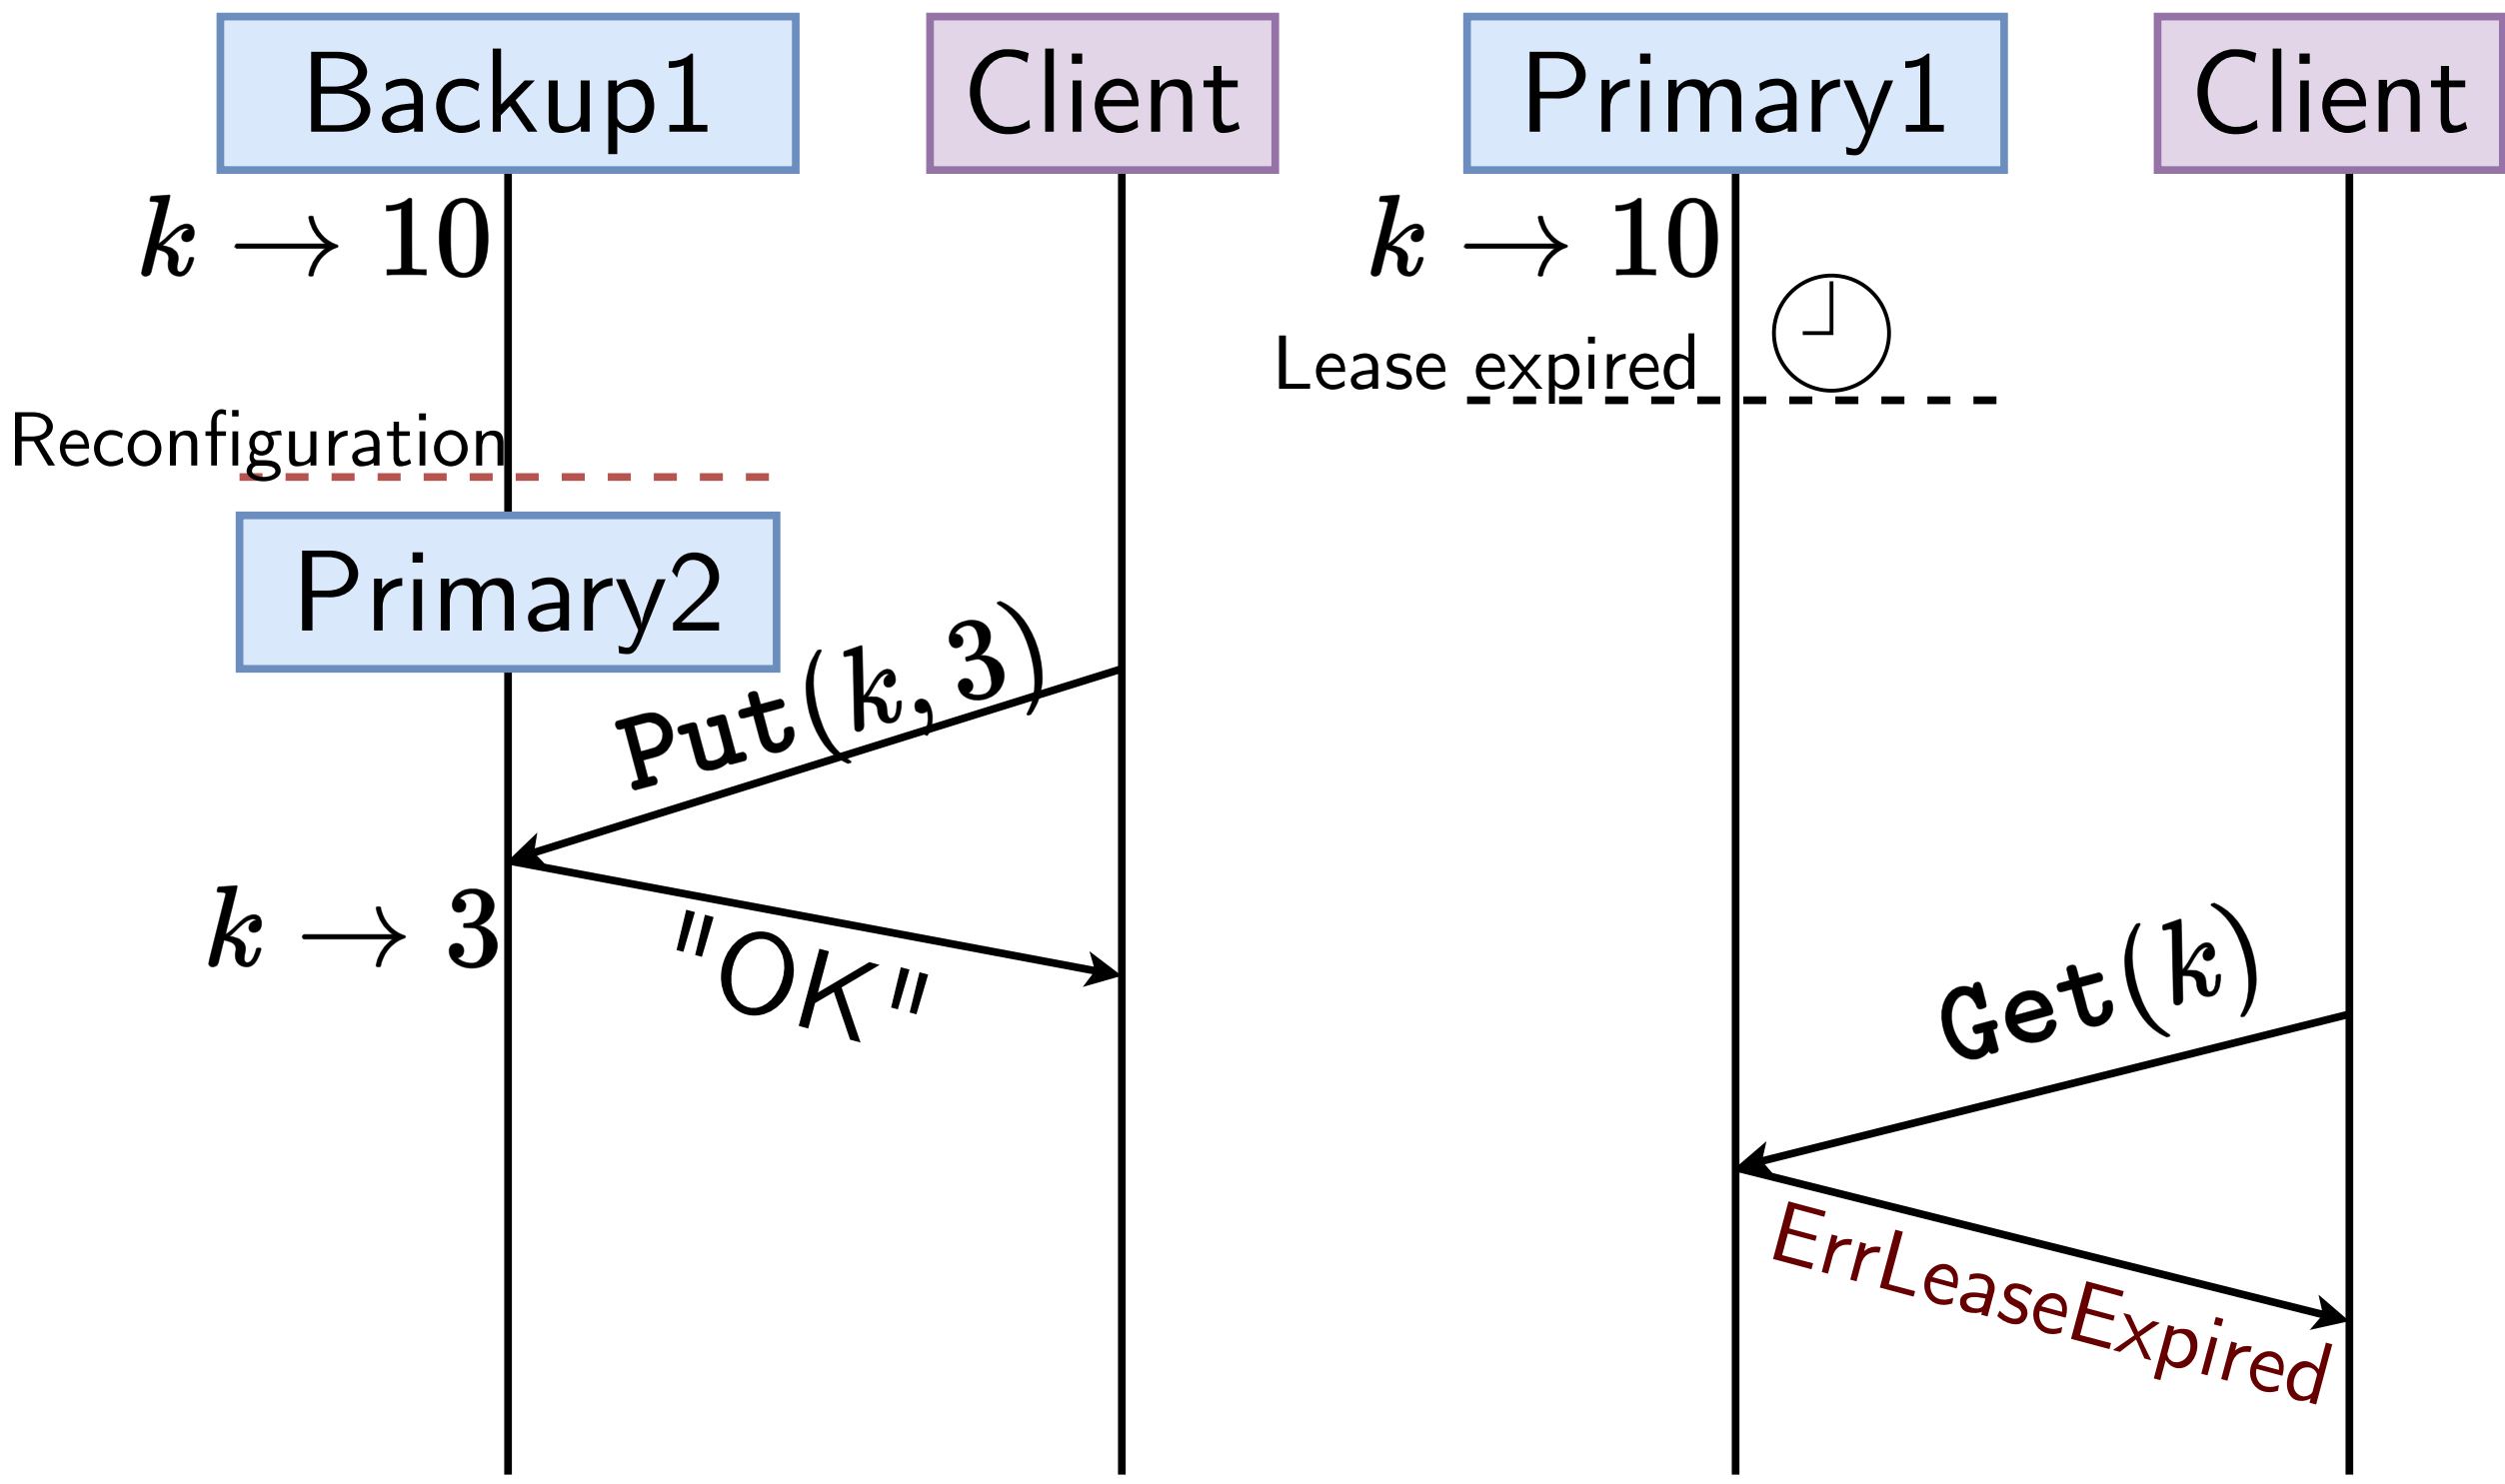 Backup1
Client
Primary1
Client
k → 10
k → 10
Lease expired
Reconfiguration
Primary2
Put(k, 3)
k → 3
"OK"
Get(k)
ErrLeaseExpired